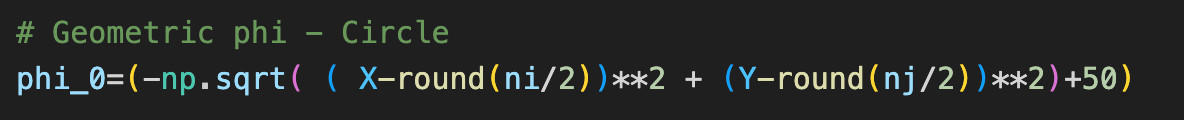 # Geometric phi - Circle
phi_0=(-np.sqrt( ( X-round(ni/2))**2 + (Y-round(nj/2))**2)+50)